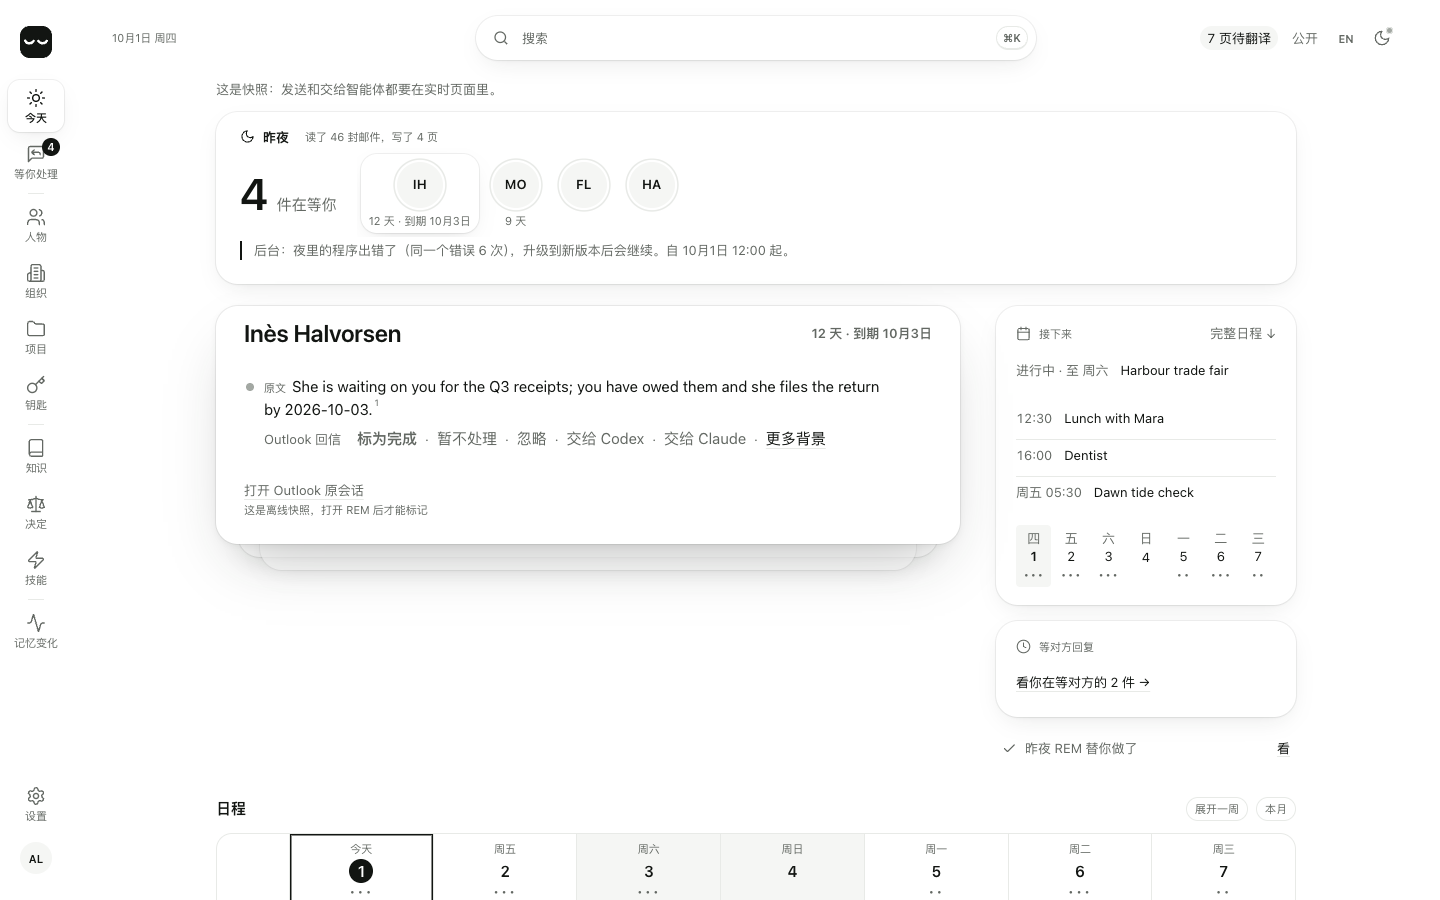 10月1日 周四
搜索
⌘K
7 页待翻译
公开
EN
今天
4
等你处理
人物
组织
项目
钥匙
知识
决定
技能
记忆变化
设置
AL
这是快照：发送和交给智能体都要在实时页面里。
昨夜 读了 46 封邮件，写了 4 页
4 件在等你
IH
12 天 · 到期 10月3日
MO
9 天
FL
HA
后台：夜里的程序出错了（同一个错误 6 次），升级到新版本后会继续。自 10月1日 12:00 起。
Inès Halvorsen
12 天 · 到期 10月3日
原文 She is waiting on you for the Q3 receipts; you have owed them and she files the return
by 2026-10-03. 1
Outlook 回信 标为完成 · 暂不处理 · 忽略 · 交给 Codex · 交给 Claude · 更多背景
打开 Outlook 原会话
这是离线快照，打开 REM 后才能标记
接下来
完整日程 ↓
进行中 · 至 周六 Harbour trade fair
12:30 Lunch with Mara
16:00 Dentist
周五 05:30 Dawn tide check
四 五 六 日 一 二 三
1 2 3 4 5 6 7
等对方回复
看你在等对方的 2 件 →
昨夜 REM 替你做了
看
日程
展开一周
本月
今天 周五 周六 周日 周一 周二 周三
1 2 3 4 5 6 7